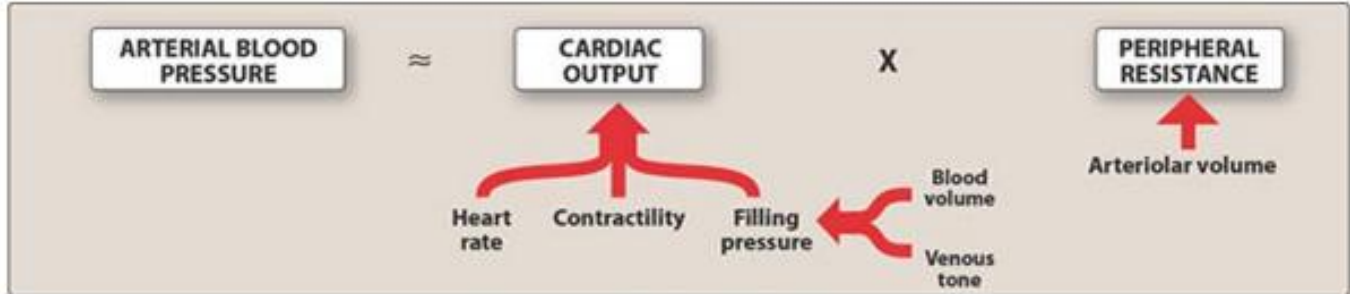 ARTERIAL BLOOD
PRESSURE
≈
CARDIAC
OUTPUT
X
PERIPHERAL
RESISTANCE
Heart
rate
Contractility
Filling
pressure
Blood
volume
Venous
tone
Arteriolar volume